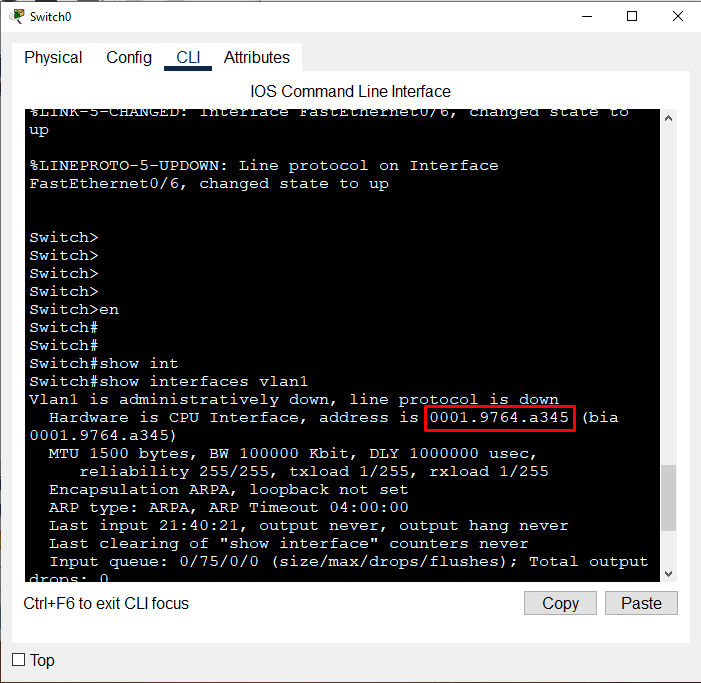 Switch0
Physical Config CLI Attributes
IOS Command Line Interface
%LINK-5-CHANGED: Interface FastEthernet0/6, changed state to
up
%LINEPROTO-5-UPDOWN: Line protocol on Interface
FastEthernet0/6, changed state to up
Switch>
Switch>
Switch>
Switch>
Switch>en
Switch#
Switch#
Switch#show int
Switch#show interfaces vlan1
Vlan1 is administratively down, line protocol is down
Hardware is CPU Interface, address is 0001.9764.a345 (bia
0001.9764.a345)
MTU 1500 bytes, BW 100000 Kbit, DLY 1000000 usec,
reliability 255/255, txload 1/255, rxload 1/255
Encapsulation ARPA, loopback not set
ARP type: ARPA, ARP Timeout 04:00:00
Last input 21:40:21, output never, output hang never
Last clearing of "show interface" counters never
Input queue: 0/75/0/0 (size/max/drops/flushes); Total output
drops: 0
Ctrl+F6 to exit CLI focus
Copy Paste
Top